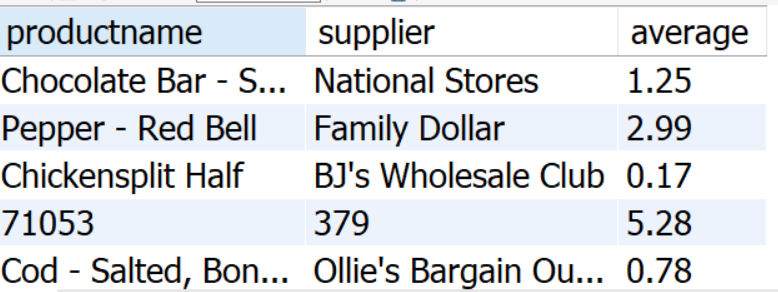 productname supplier average
Chocolate Bar - S... National Stores 1.25
Pepper - Red Bell Family Dollar 2.99
Chickensplit Half BJ's Wholesale Club 0.17
71053 379 5.28
Cod - Salted, Bon... Ollie's Bargain Ou... 0.78